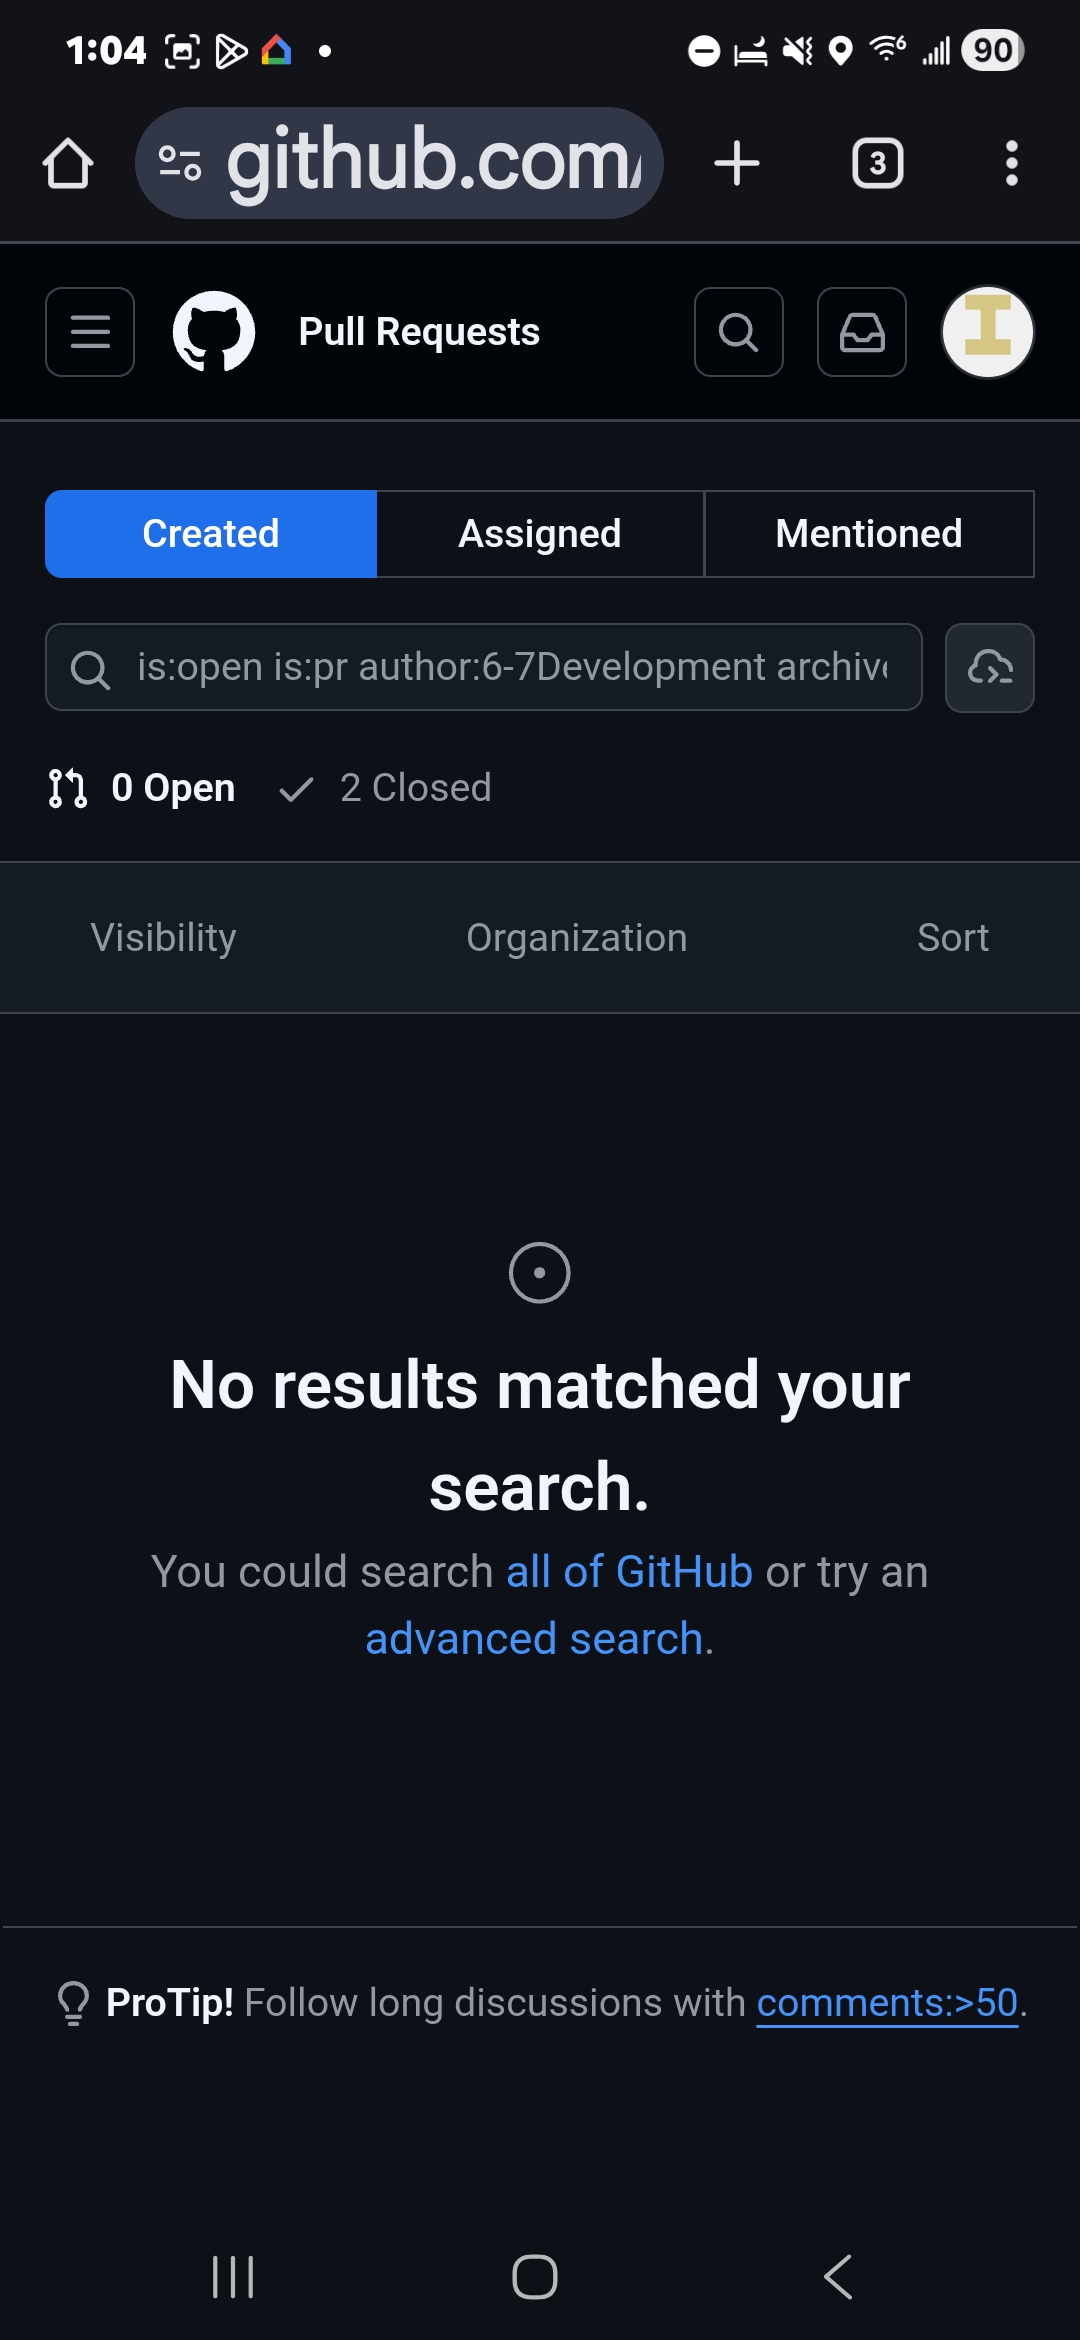 1:04
90
github.com/
3
Pull Requests
Created
Assigned
Mentioned
is:open is:pr author:6-7Development archive
0 Open
2 Closed
Visibility
Organization
Sort
No results matched your
search.
You could search all of GitHub or try an
advanced search.
ProTip! Follow long discussions with comments:>50.